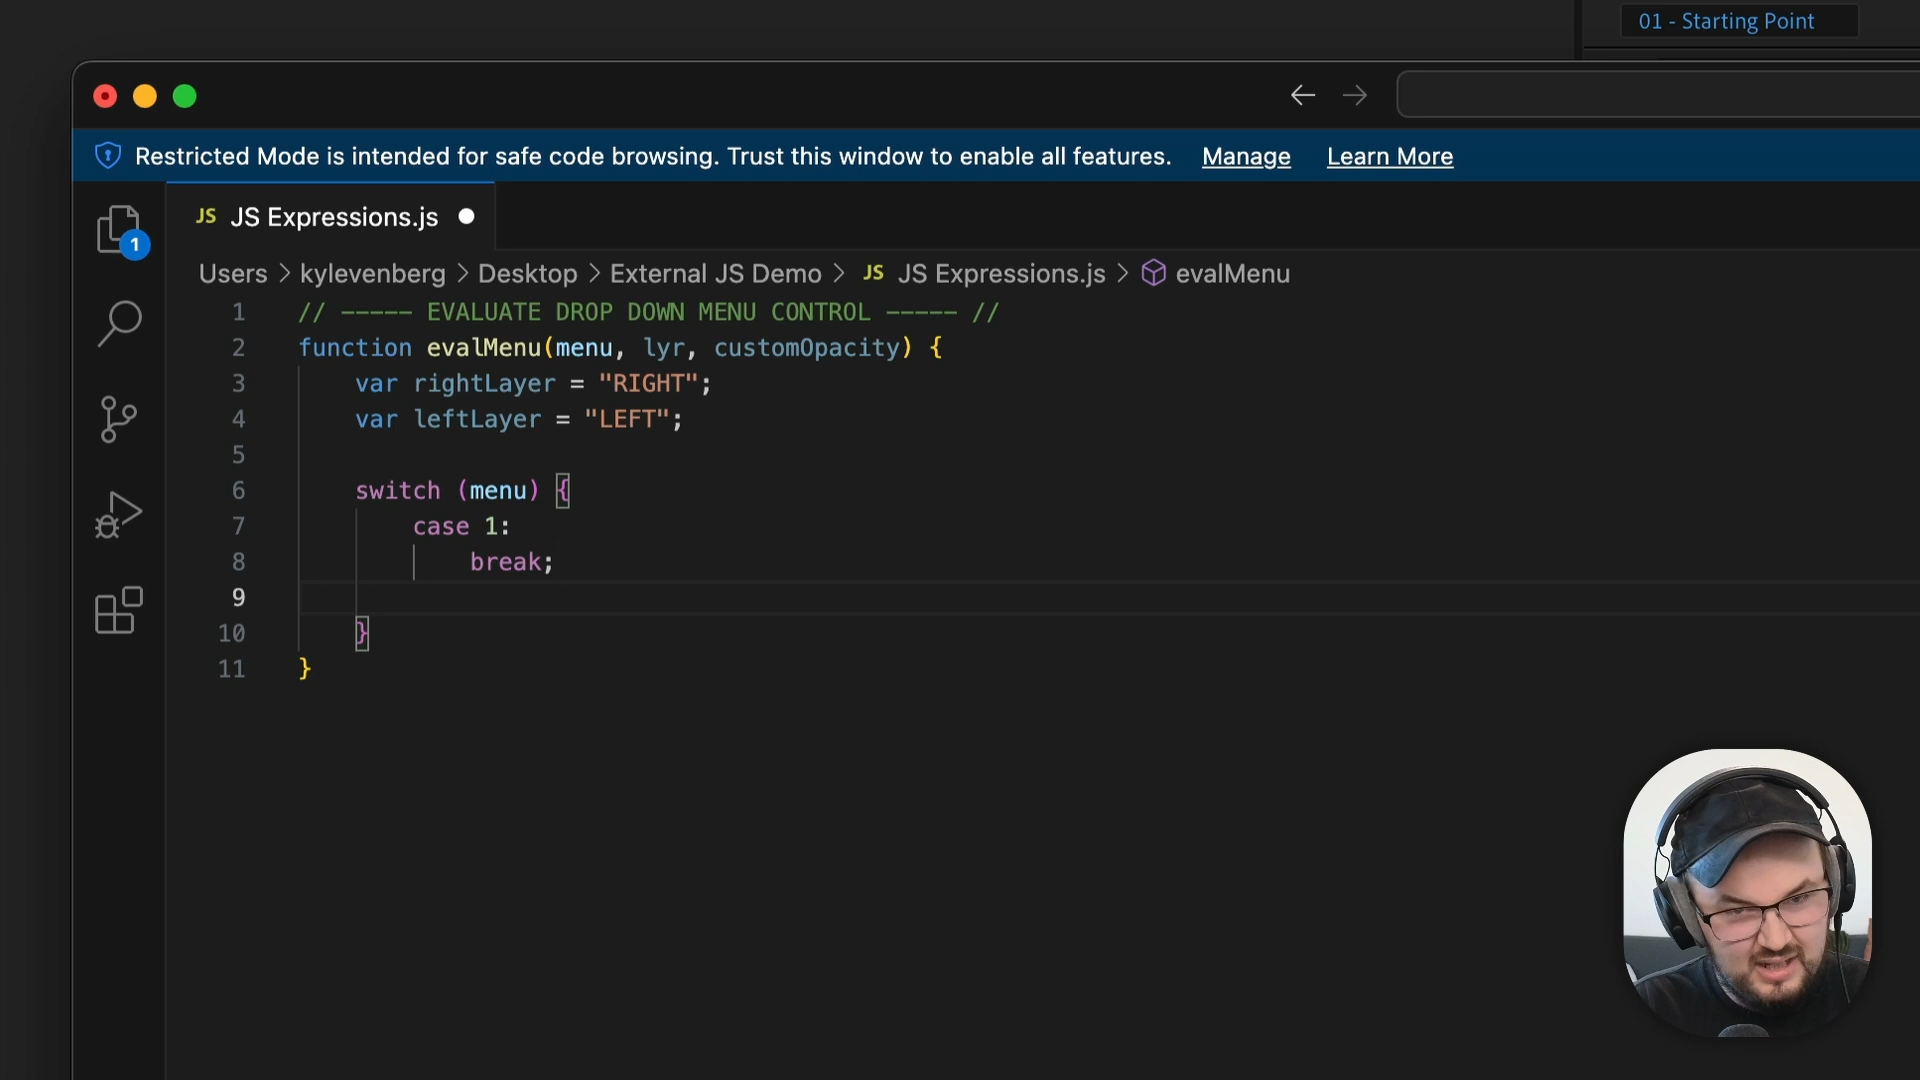 01 - Starting Point
Restricted Mode is intended for safe code browsing. Trust this window to enable all features. Manage Learn More
1
JS JS Expressions.js
Users > kylevenberg > Desktop > External JS Demo > JS JS Expressions.js > evalMenu
1 // ----- EVALUATE DROP DOWN MENU CONTROL ----- //
2 function evalMenu(menu, lyr, customOpacity) {
3 var rightLayer = "RIGHT";
4 var leftLayer = "LEFT";
5
6 switch (menu) {
7 case 1:
8 break;
9
10 }
11 }